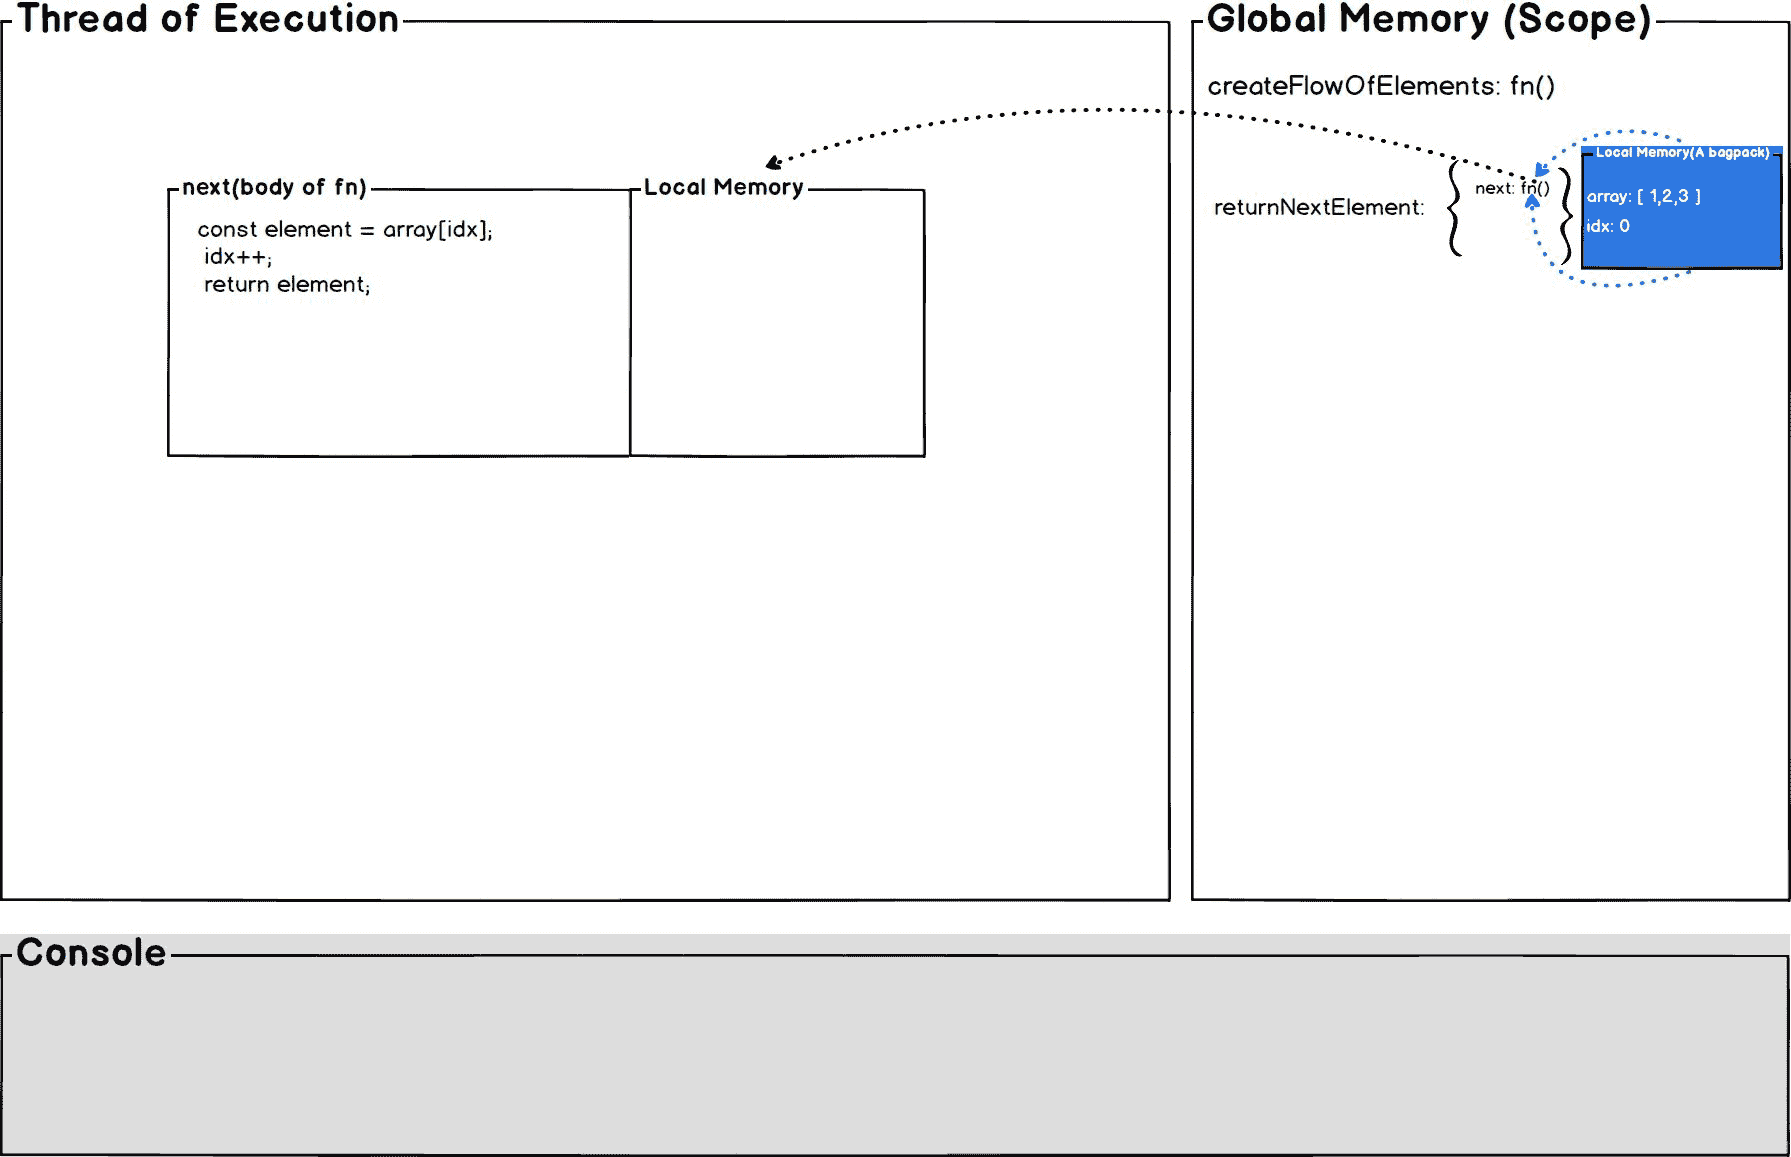 Thread of Execution
next(body of fn)
Local Memory
const element = array[idx];
idx++;
return element;
Global Memory (Scope)
createFlowOfElements: fn()
returnNextElement:
{
next: fn()
}
Local Memory(A bagpack)
array: [ 1,2,3 ]
idx: 0
Console